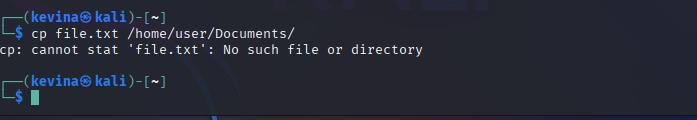 ┌──(kevina㉿kali)-[~]
└─$ cp file.txt /home/user/Documents/
cp: cannot stat 'file.txt': No such file or directory
┌──(kevina㉿kali)-[~]
└─$